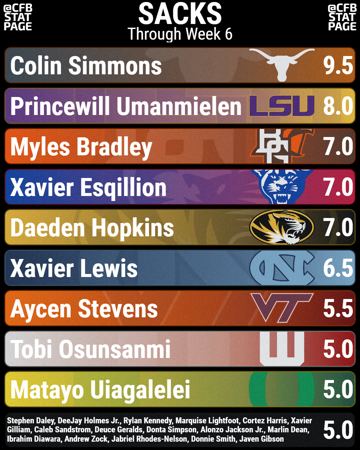 @CFB
STAT
PAGE
SACKS
Through Week 6
@CFB
STAT
PAGE
Colin Simmons 9.5
Princewill Umanmielen LSU 8.0
Myles Bradley BG 7.0
Xavier Esqillion 7.0
Daeden Hopkins 7.0
Xavier Lewis NC 6.5
Aycen Stevens VT 5.5
Tobi Osunsanmi W 5.0
Matayo Uiagalelei O 5.0
Stephen Daley, DeeJay Holmes Jr., Rylan Kennedy, Marquise Lightfoot, Cortez Harris, Xavier
Gilliam, Caleb Sandstrom, Deuce Geralds, Donta Simpson, Alonzo Jackson Jr., Marlin Dean,
Ibrahim Diawara, Andrew Zock, Jabriel Rhodes-Nelson, Donnie Smith, Javen Gibson
5.0